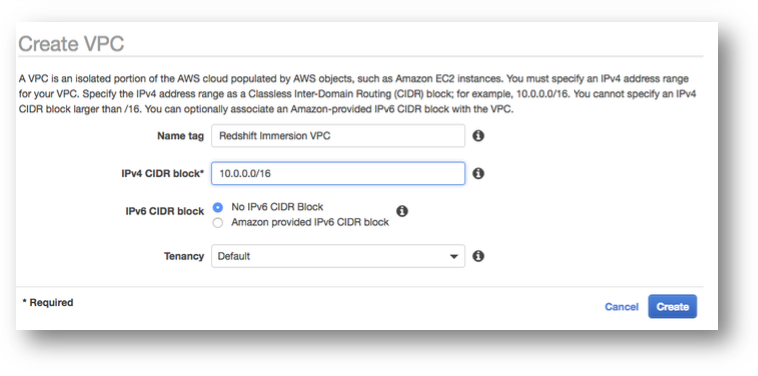 Create VPC
A VPC is an isolated portion of the AWS cloud populated by AWS objects, such as Amazon EC2 instances. You must specify an IPv4 address range
for your VPC. Specify the IPv4 address range as a Classless Inter-Domain Routing (CIDR) block; for example, 10.0.0.0/16. You cannot specify an IPv4
CIDR block larger than /16. You can optionally associate an Amazon-provided IPv6 CIDR block with the VPC.
Name tag Redshift Immersion VPC
IPv4 CIDR block* 10.0.0.0/16
IPv6 CIDR block No IPv6 CIDR Block
Amazon provided IPv6 CIDR block
Tenancy Default
* Required
Cancel Create